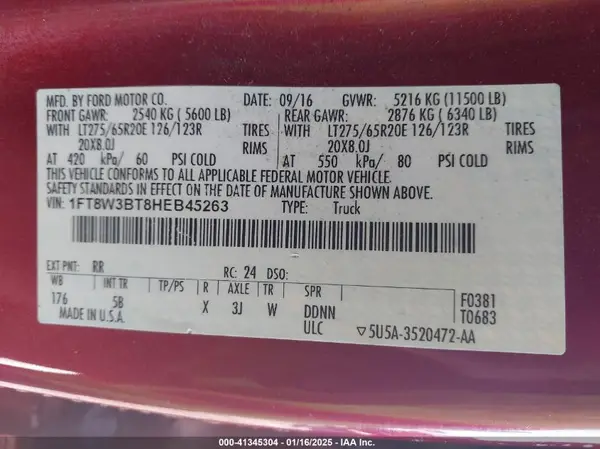 MFD. BY FORD MOTOR CO. DATE: 09/16 GVWR: 5216 KG (11500 LB)
FRONT GAWR: 2540 KG (5600 LB) REAR GAWR: 2876 KG (6340 LB)
WITH LT275/65R20E 126/123R TIRES WITH LT275/65R20E 126/123R TIRES
20X8.0J RIMS 20X8.0J RIMS
AT 420 kPa/ 60 PSI COLD AT 550 kPa/ 80 PSI COLD
THIS VEHICLE CONFORMS TO ALL APPLICABLE FEDERAL MOTOR VEHICLE
SAFETY STANDARDS IN EFFECT ON THE DATE OF MANUFACTURE SHOWN ABOVE.
VIN: 1FT8W3BT8HEB45263 TYPE: Truck
EXT PNT: RR RC: 24 DSO:
WB INT TR TP/PS R AXLE TR SPR
176 5B X 3J W DDNN F0381
MADE IN U.S.A. ULC ▽5U5A-3520472-AA T0683
000-41345304 | 01/16/2025 - IAA Inc.